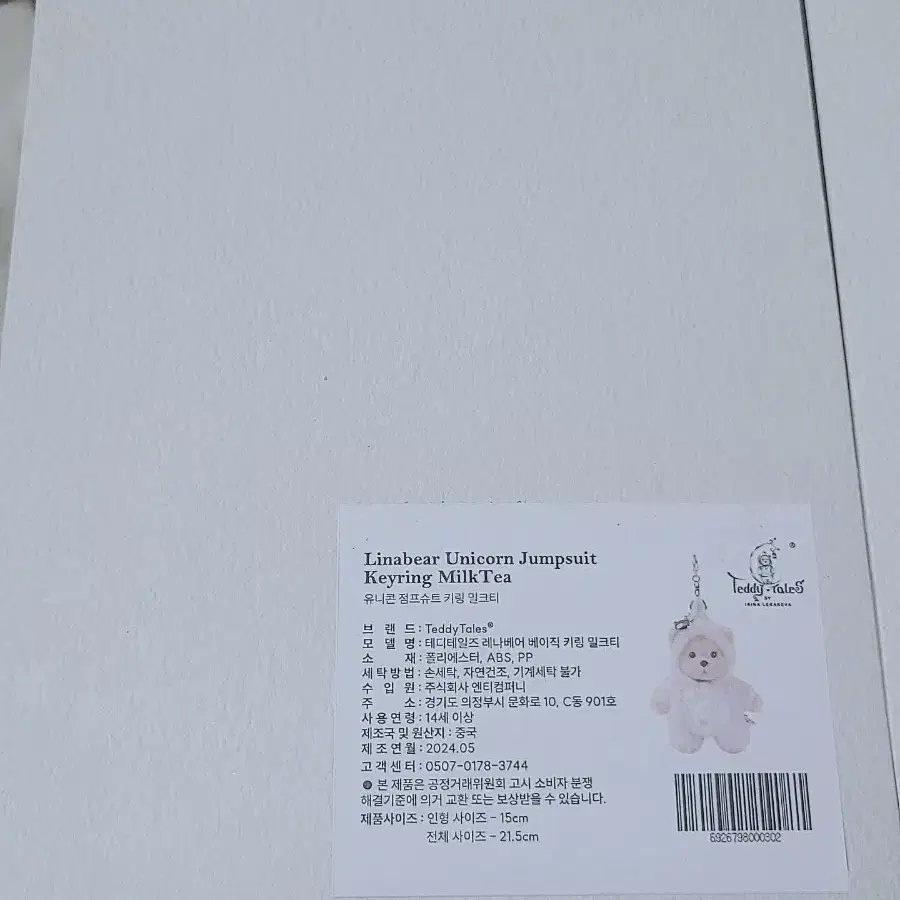 Linabear Unicorn Jumpsuit
Keyring MilkTea
유니콘 점프슈트 키링 밀크티
브 랜 드 : TeddyTales®
모 델 명 : 테디테일즈 레나베어 베이직 키링 밀크티
소 재 : 폴리에스터, ABS, PP
세탁방법 : 손세탁, 자연건조, 기계세탁 불가
수 입 원 : 주식회사 엔티컴퍼니
주 소 : 경기도 의정부시 문화로 10, C동 901호
사용연령 : 14세 이상
제조국 및 원산지 : 중국
제조연월 : 2024.05
고객센터 : 0507-0178-3744
본 제품은 공정거래위원회 고시 소비자 분쟁
해결기준에 의거 교환 또는 보상받을 수 있습니다.
제품사이즈 : 인형 사이즈 - 15cm
전체 사이즈 - 21.5cm
®
Teddy Tales
BY
IRINA LEKAREVA
6926798000302